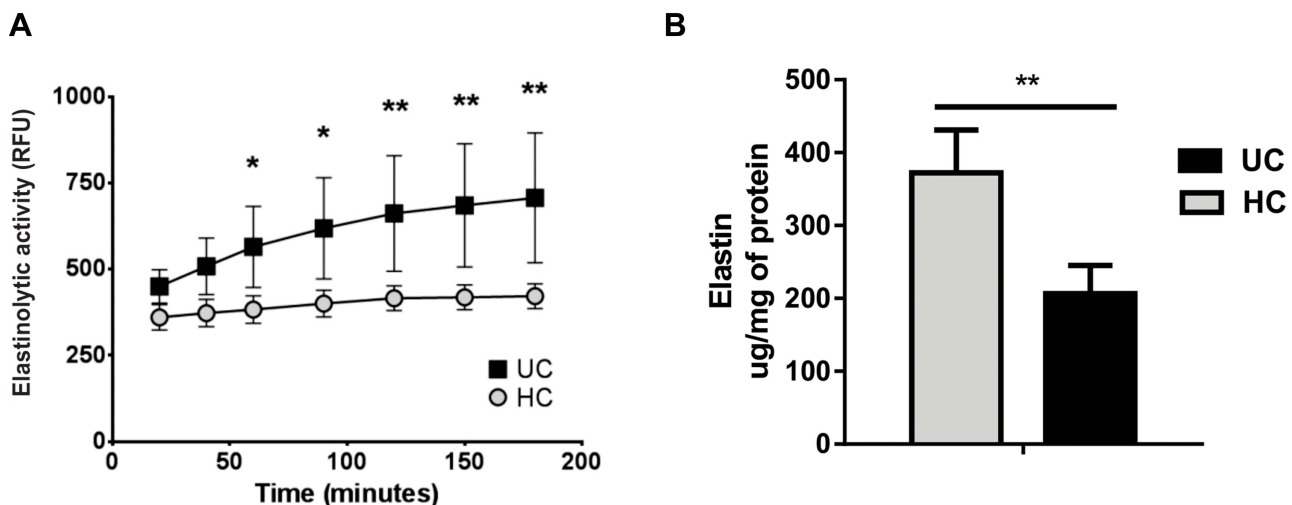 A
Elastinolytic activity (RFU)
1000
750
500
250
0
*
*
**
**
**
UC
HC
0
50
100
150
200
Time (minutes)
B
Elastin
ug/mg of protein
500
400
300
200
100
0
**
UC
HC